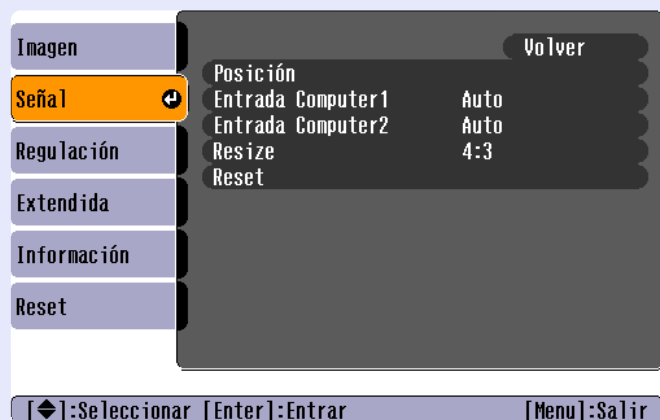 Imagen
Señal
Regulación
Extendida
Información
Reset
Volver
Posición
Entrada Computer1 Auto
Entrada Computer2 Auto
Resize 4:3
Reset
[◆]:Seleccionar [Enter]:Entrar [Menu]:Salir